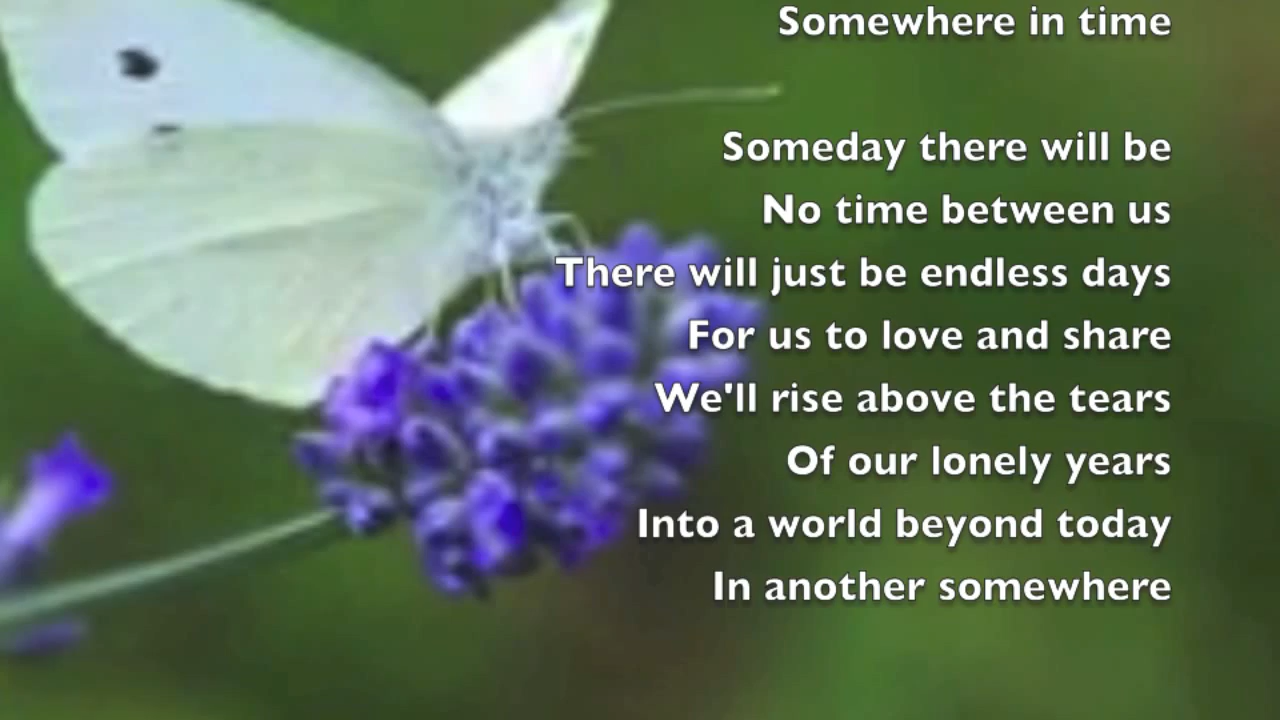 Somewhere in time
Someday there will be
No time between us
There will just be endless days
For us to love and share
We'll rise above the tears
Of our lonely years
Into a world beyond today
In another somewhere